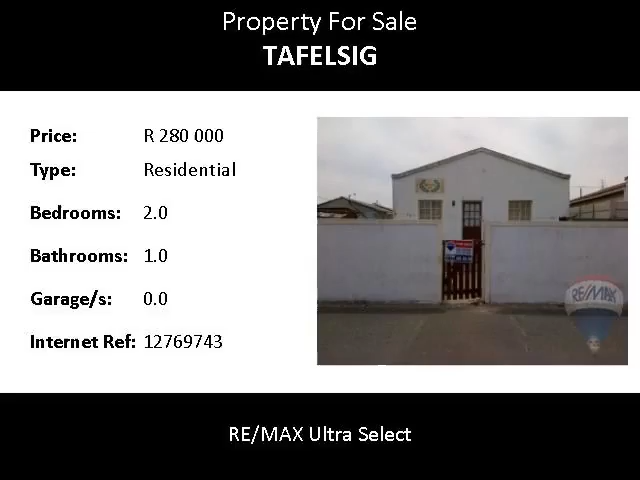 Property For Sale
TAFELSIG
Price: R 280 000
Type: Residential
Bedrooms: 2.0
Bathrooms: 1.0
Garage/s: 0.0
Internet Ref: 12769743
RE/MAX
RE/MAX Ultra Select